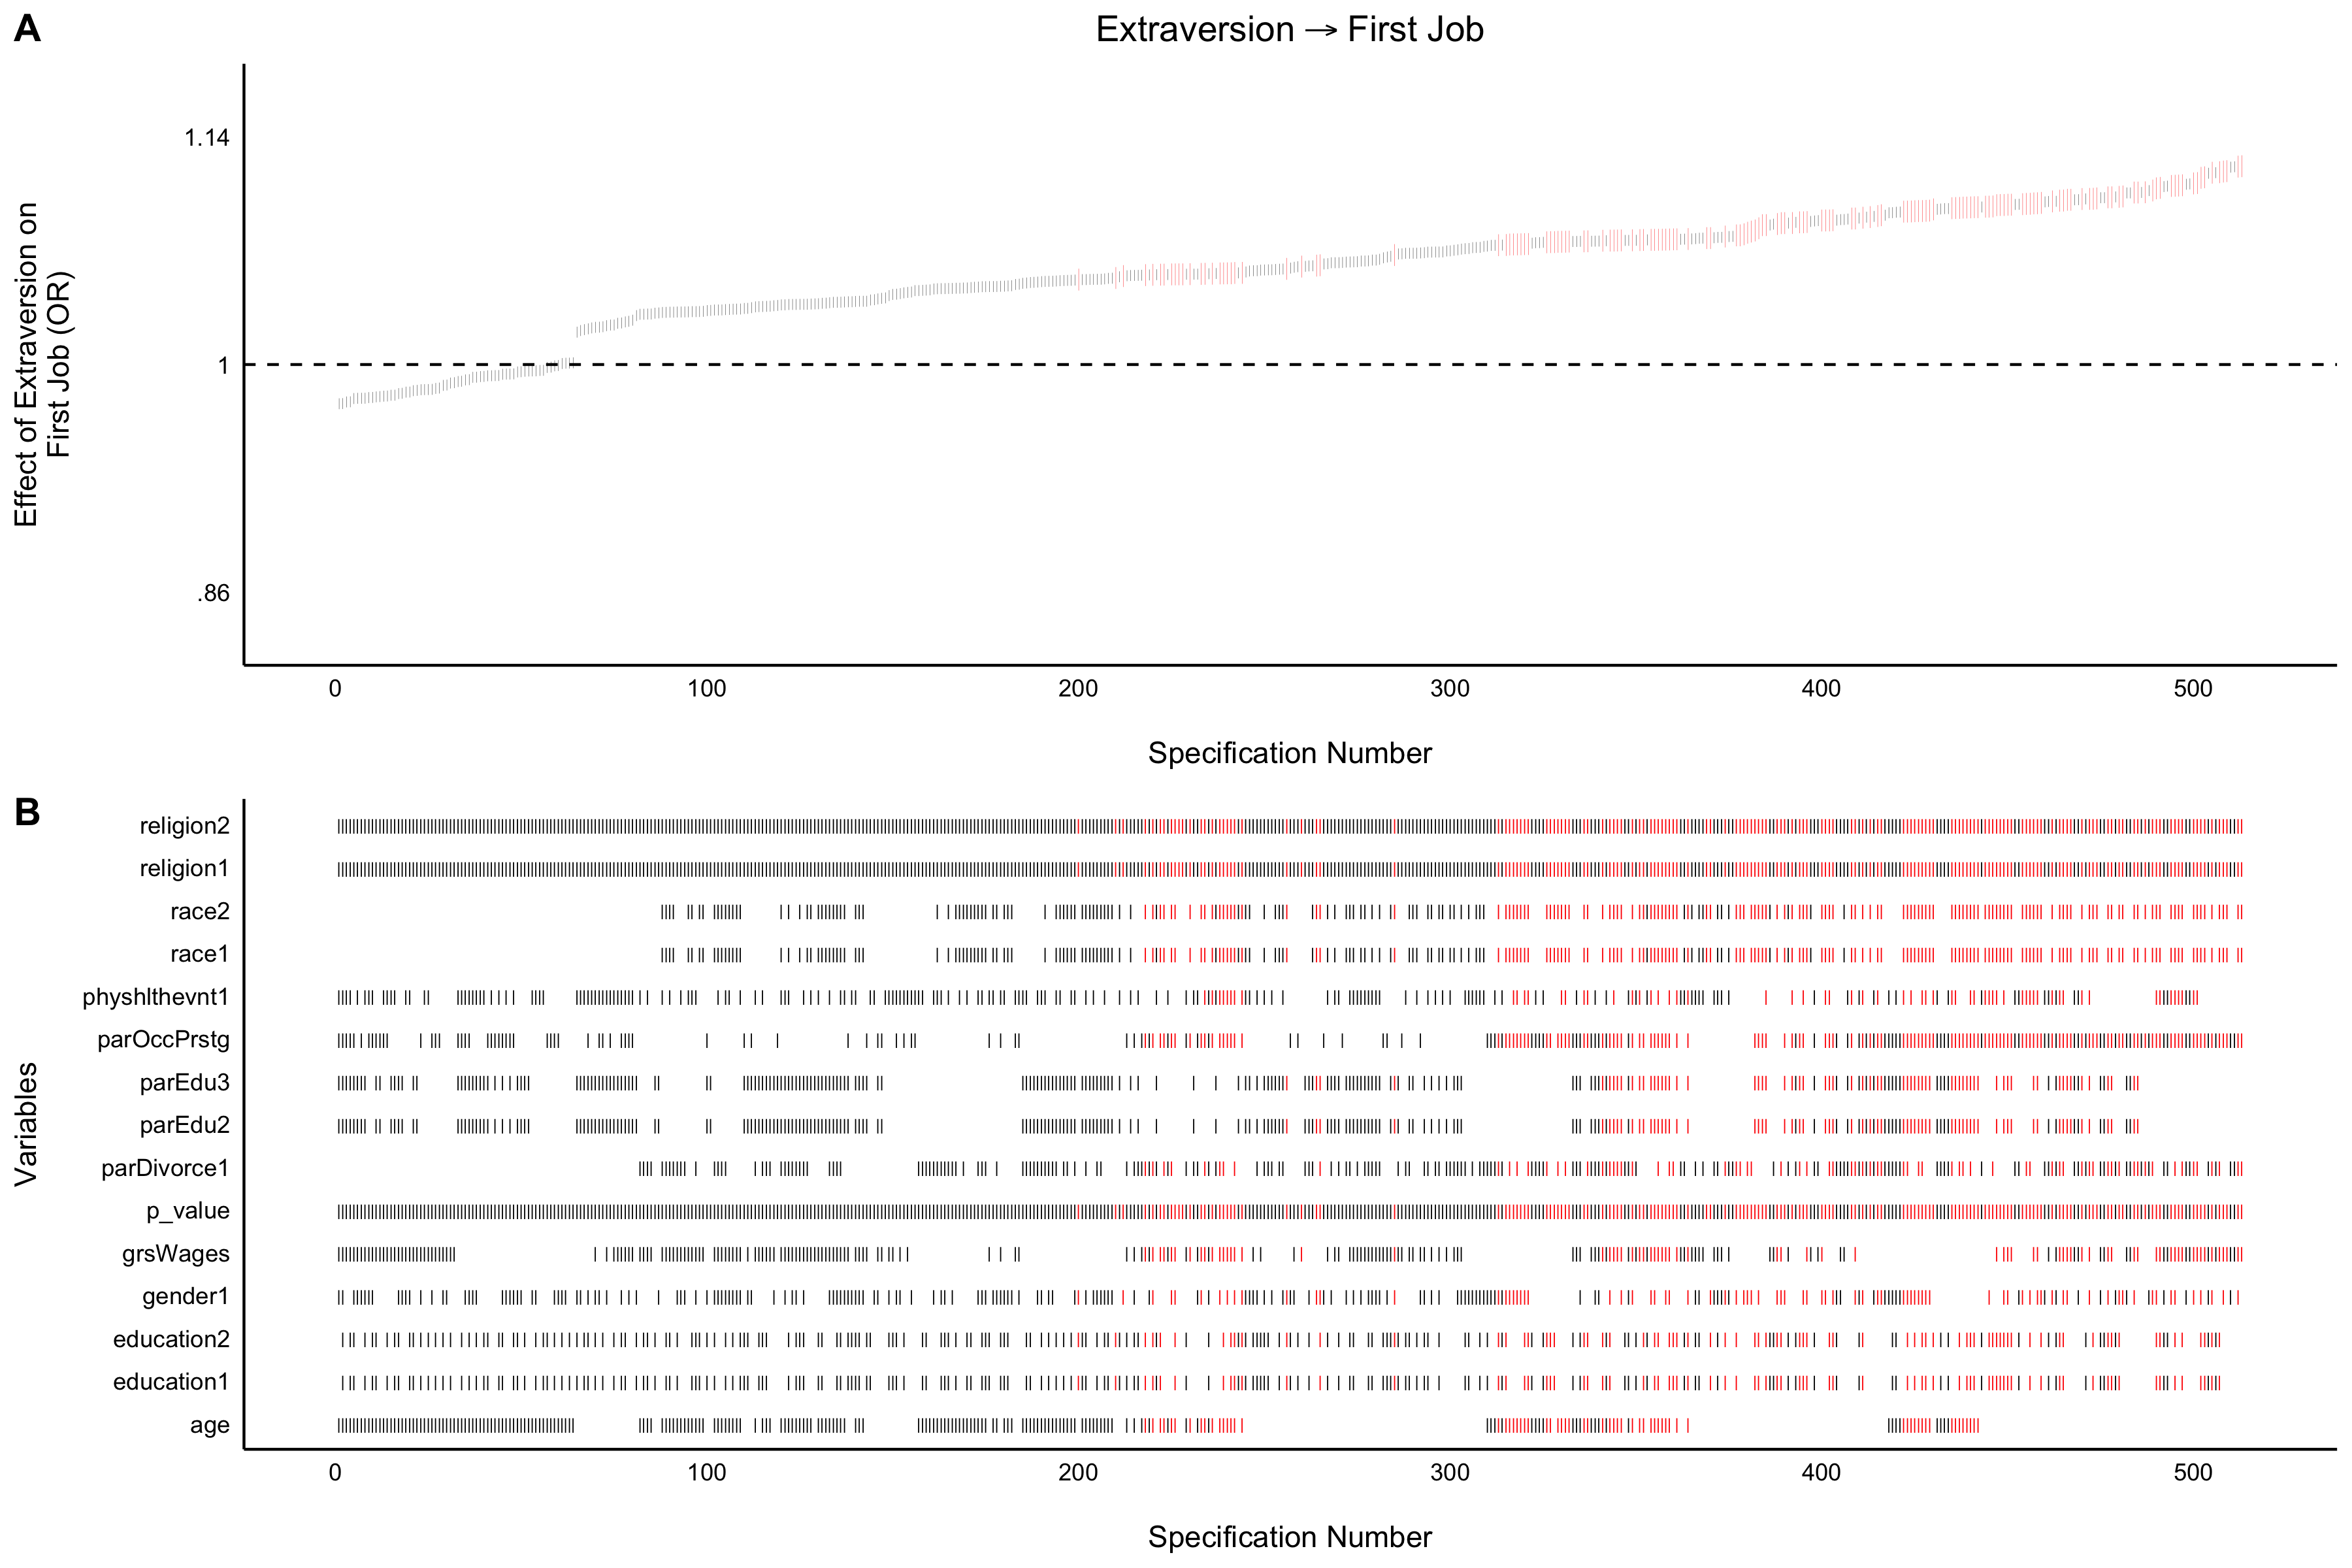 A
Extraversion → First Job
Effect of Extraversion on
First Job (OR)
1.14
1
.86
0 100 200 300 400 500
Specification Number
B
Variables
religion2
religion1
race2
race1
physhlthevnt1
parOccPrstg
parEdu3
parEdu2
parDivorce1
p_value
grsWages
gender1
education2
education1
age
0 100 200 300 400 500
Specification Number